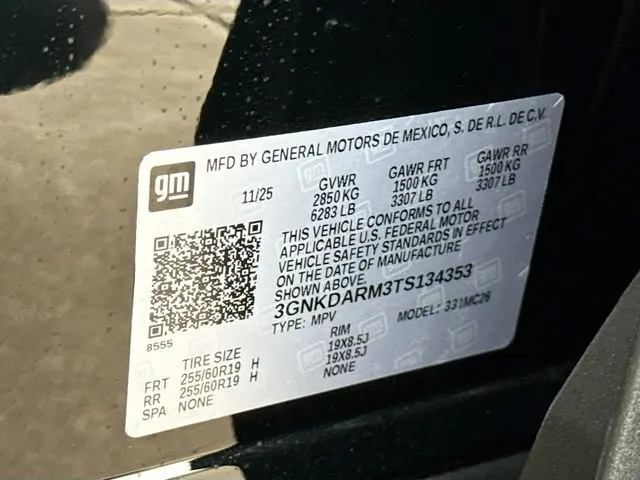 MFD BY GENERAL MOTORS DE MEXICO, S. DE R.L. DE C.V.
gm
11/25
GVWR
2850 KG
6283 LB
GAWR FRT
1500 KG
3307 LB
GAWR RR
1500 KG
3307 LB
THIS VEHICLE CONFORMS TO ALL
APPLICABLE U.S. FEDERAL MOTOR
VEHICLE SAFETY STANDARDS IN EFFECT
ON THE DATE OF MANUFACTURE
SHOWN ABOVE.
3GNKDARM3TS134353
TYPE: MPV MODEL: 331MC26
8555
TIRE SIZE RIM
FRT 255/60R19 H 19X8.5J
RR 255/60R19 H 19X8.5J
SPA NONE NONE